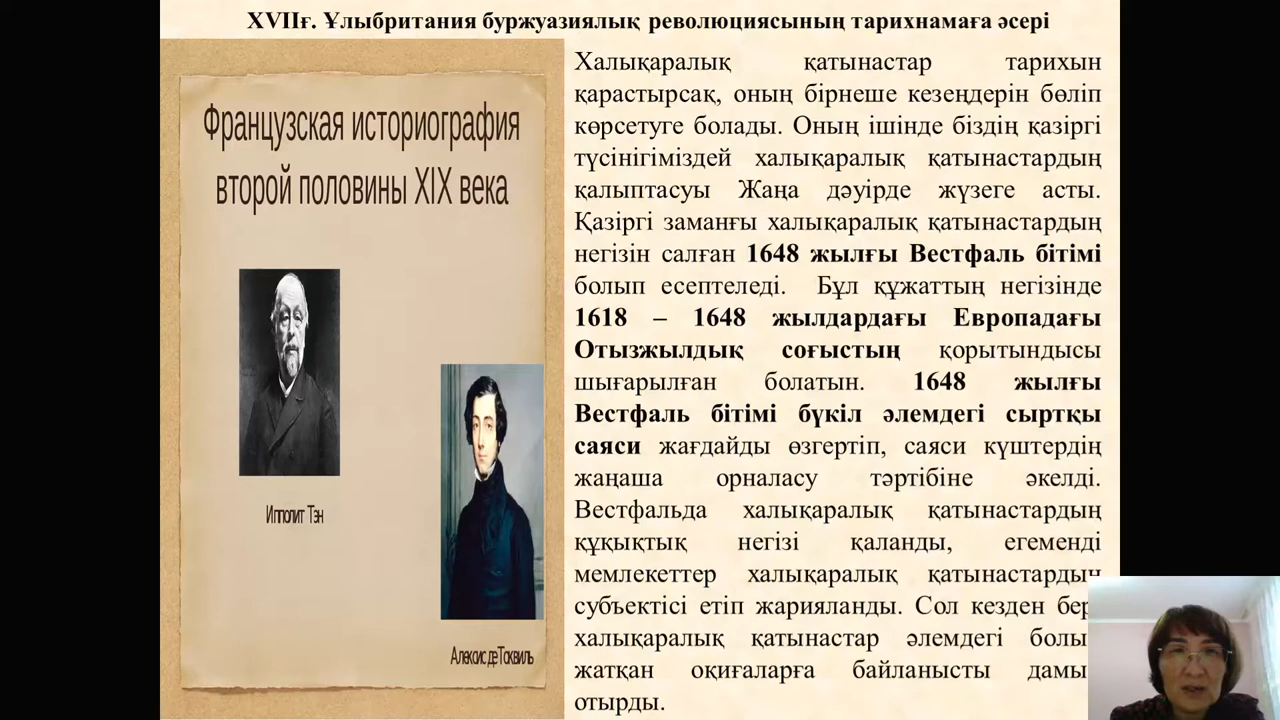 XVIIғ. Ұлыбритания буржуазиялық революциясының тарихнамаға әсері
Французская историография
второй половины XIX века
Ипполит Тэн
Алексис де Токвиль
Халықаралық қатынастар тарихын
қарастырсақ, оның бірнеше кезеңдерін бөліп
көрсетуге болады. Оның ішінде біздің қазіргі
түсінігіміздей халықаралық қатынастардың
қалыптасуы Жаңа дәуірде жүзеге асты.
Қазіргі заманғы халықаралық қатынастардың
негізін салған 1648 жылғы Вестфаль бітімі
болып есептеледі. Бұл құжаттың негізінде
1618 – 1648 жылдардағы Европадағы
Отызжылдық соғыстың қорытындысы
шығарылған болатын. 1648 жылғы
Вестфаль бітімі бүкіл әлемдегі сыртқы
саяси жағдайды өзгертіп, саяси күштердің
жаңаша орналасу тәртібіне әкелді.
Вестфальда халықаралық қатынастардың
құқықтық негізі қаланды, егеменді
мемлекеттер халықаралық қатынастардың
субъектісі етіп жарияланды. Сол кезден
халықаралық қатынастар әлемдегі
жатқан оқиғаларға байланысты
отырды.